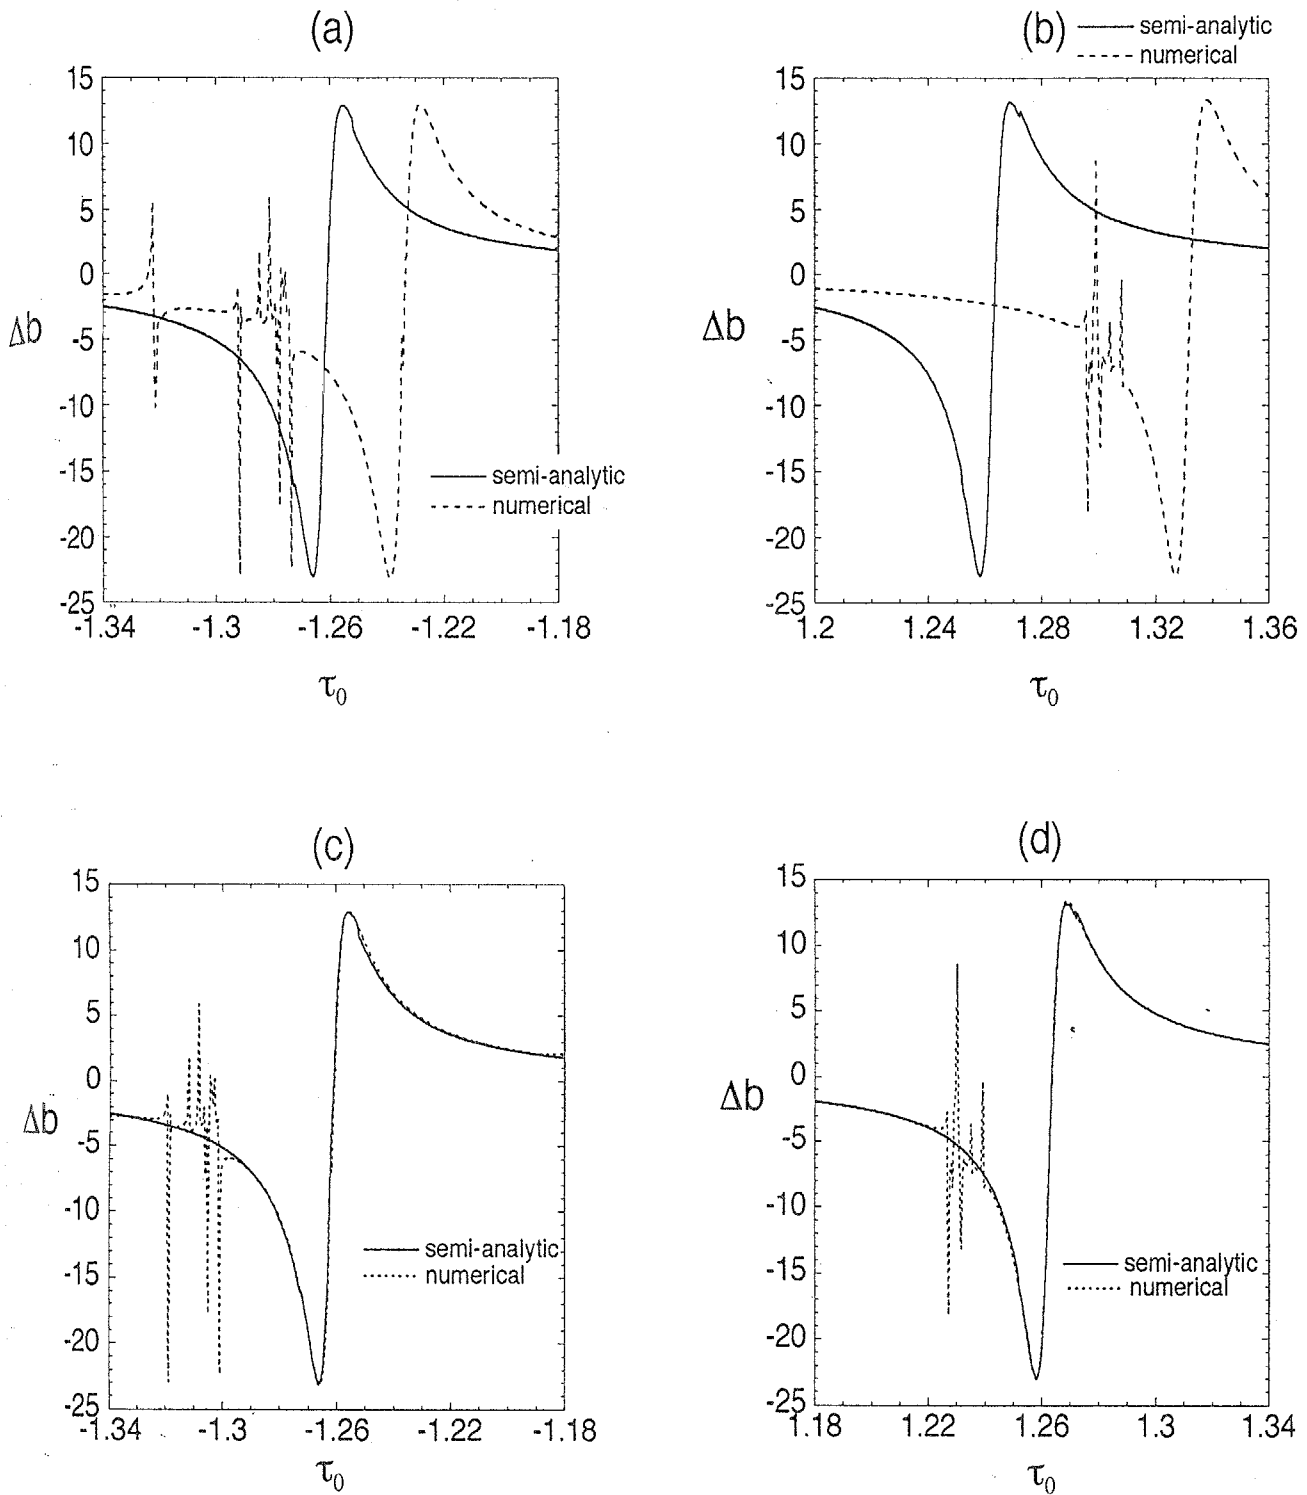 (a)
(b)
semi-analytic
numerical
15
10
5
0
-5
-10
-15
-20
-25
Δb
semi-analytic
numerical
-1.34
-1.3
-1.26
-1.22
-1.18
τ0
15
10
5
0
-5
-10
-15
-20
-25
Δb
1.2
1.24
1.28
1.32
1.36
τ0
(c)
(d)
15
10
5
0
-5
-10
-15
-20
-25
Δb
semi-analytic
numerical
-1.34
-1.3
-1.26
-1.22
-1.18
τ0
15
10
5
0
-5
-10
-15
-20
-25
Δb
semi-analytic
numerical
1.18
1.22
1.26
1.3
1.34
τ0